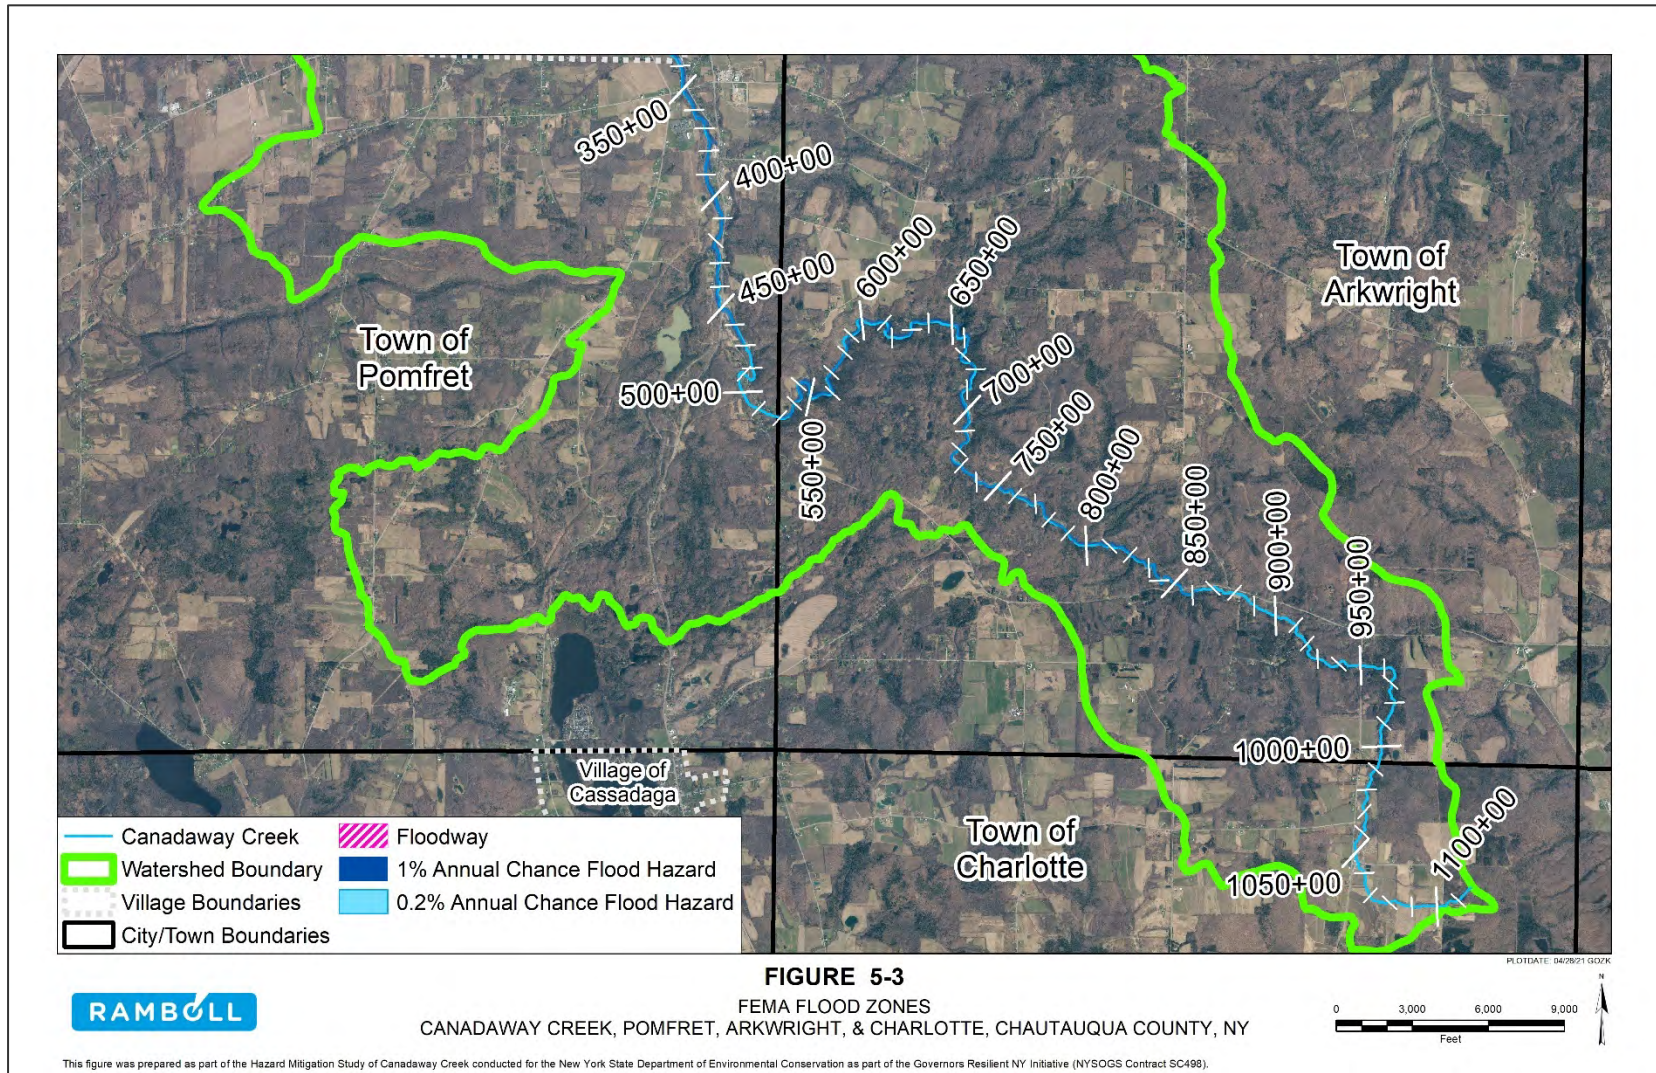 350+00
400+00
450+00
500+00
550+00
600+00
650+00
700+00
750+00
800+00
850+00
900+00
950+00
1000+00
1050+00
1100+00
Town of
Pomfret
Town of
Arkwright
Town of
Charlotte
Village of
Cassadaga
Canadaway Creek
Watershed Boundary
Village Boundaries
City/Town Boundaries
Floodway
1% Annual Chance Flood Hazard
0.2% Annual Chance Flood Hazard
PLOTDATE: 04/28/21 GOZK
RAMBOLL
FIGURE 5-3
FEMA FLOOD ZONES
CANADAWAY CREEK, POMFRET, ARKWRIGHT, & CHARLOTTE, CHAUTAUQUA COUNTY, NY
0 3,000 6,000 9,000
Feet
N
This figure was prepared as part of the Hazard Mitigation Study of Canadaway Creek conducted for the New York State Department of Environmental Conservation as part of the Governors Resilient NY Initiative (NYSOGS Contract SC498).